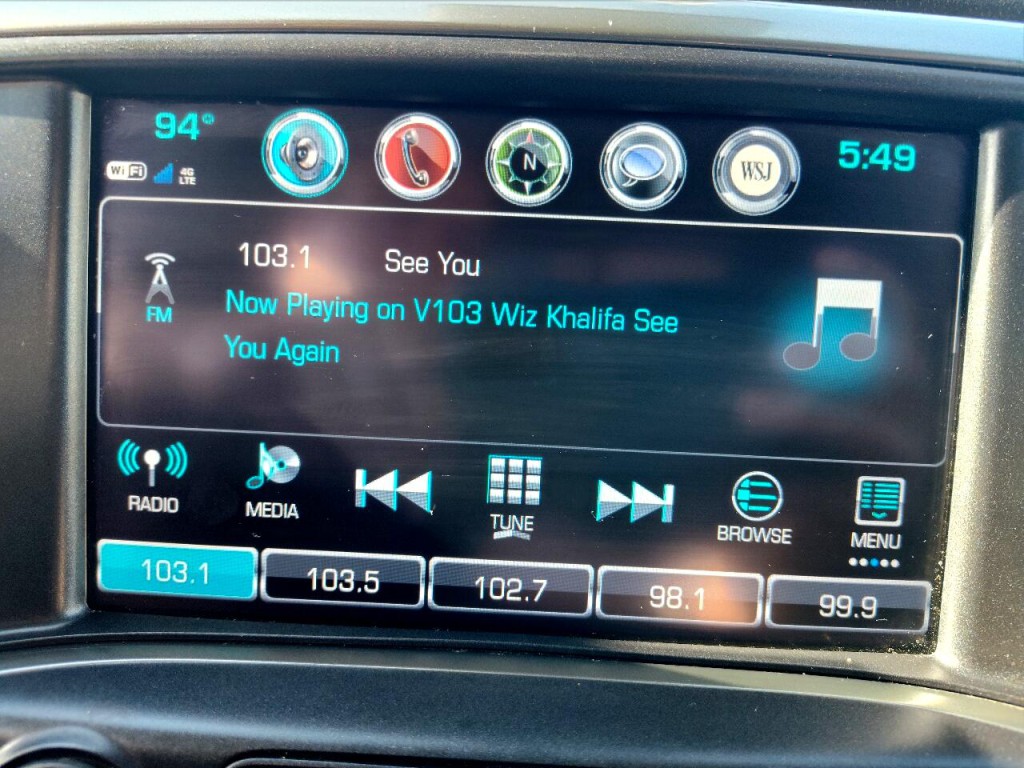 94°
WiFi
4G
LTE
N
WSJ
5:49
103.1 See You
FM
Now Playing on V103 Wiz Khalifa See
You Again
RADIO
MEDIA
TUNE
BROWSE
MENU
103.1
103.5
102.7
98.1
99.9